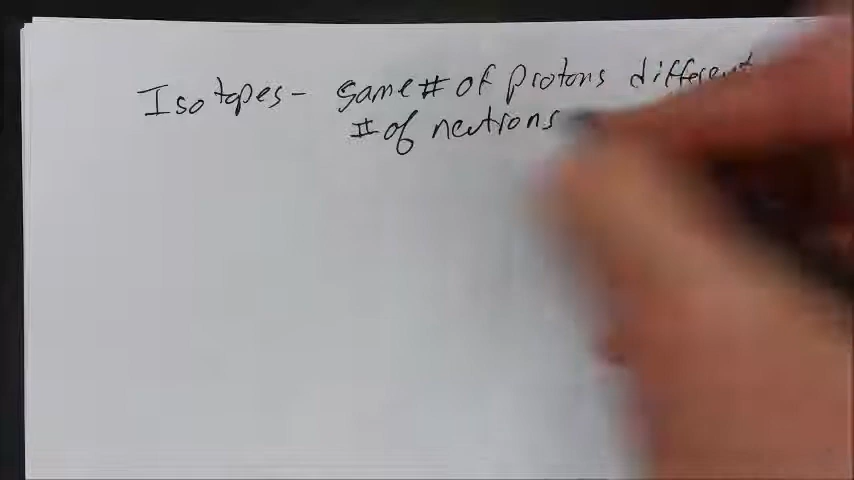 Isotopes - same # of protons different
# of neutrons